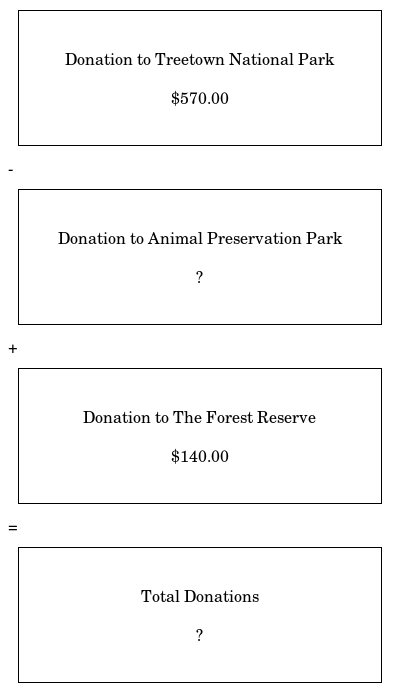 Donation to Treetown National Park
$570.00
-
Donation to Animal Preservation Park
?
+
Donation to The Forest Reserve
$140.00
=
Total Donations
?